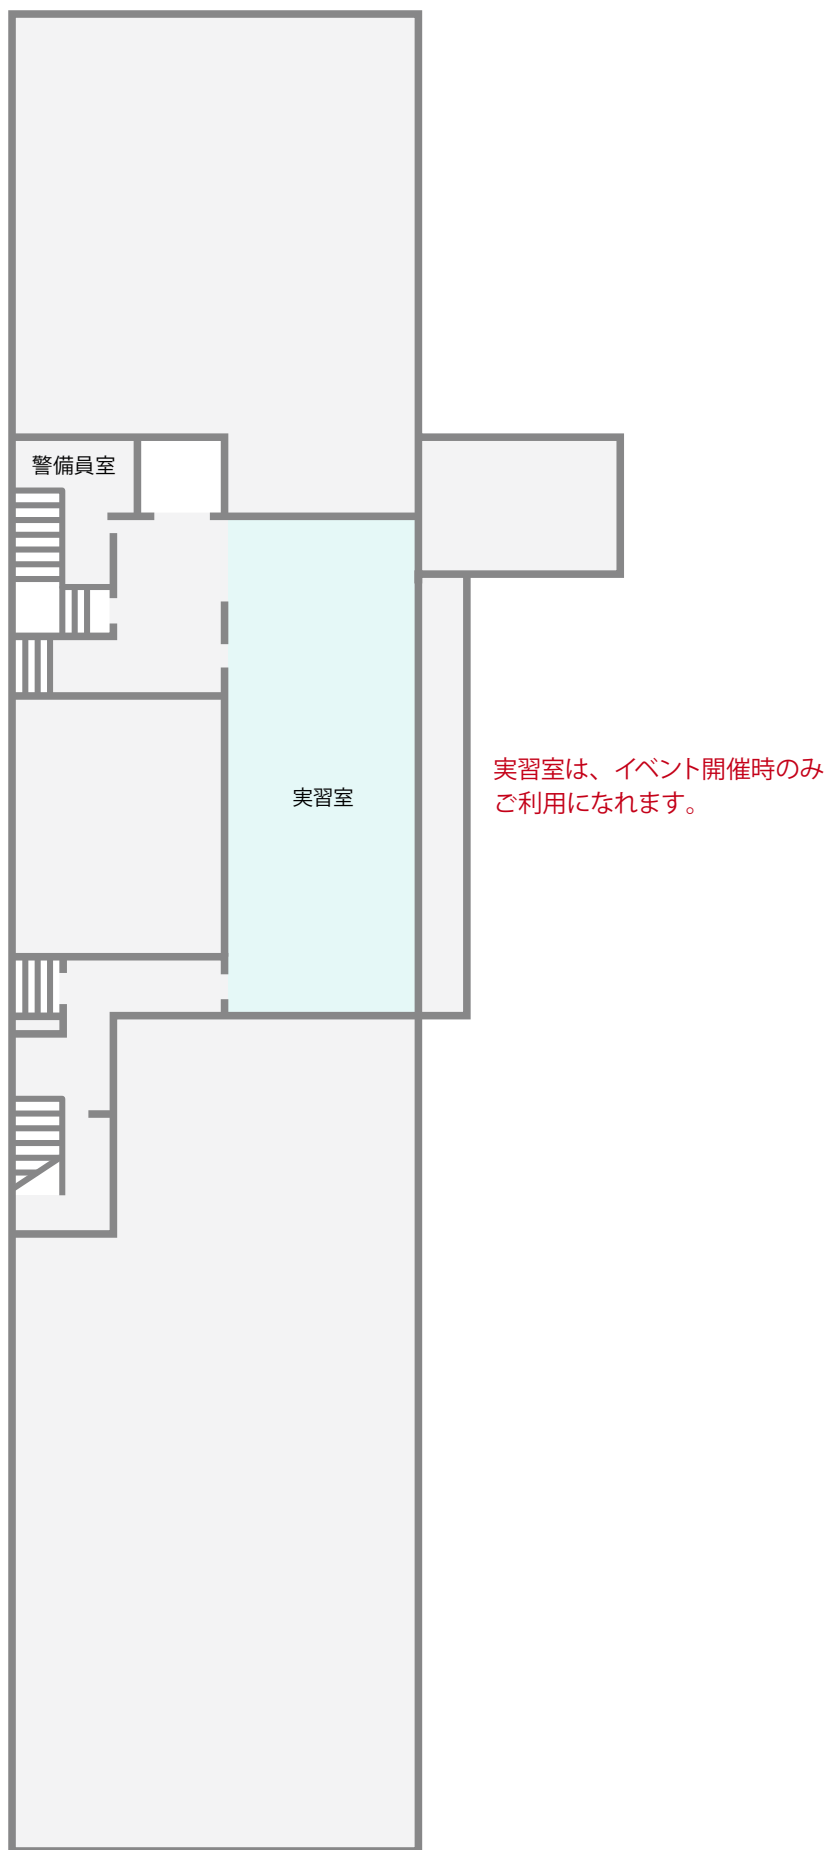 警備員室
実習室は、イベント開催時のみ
ご利用になれます。
実習室